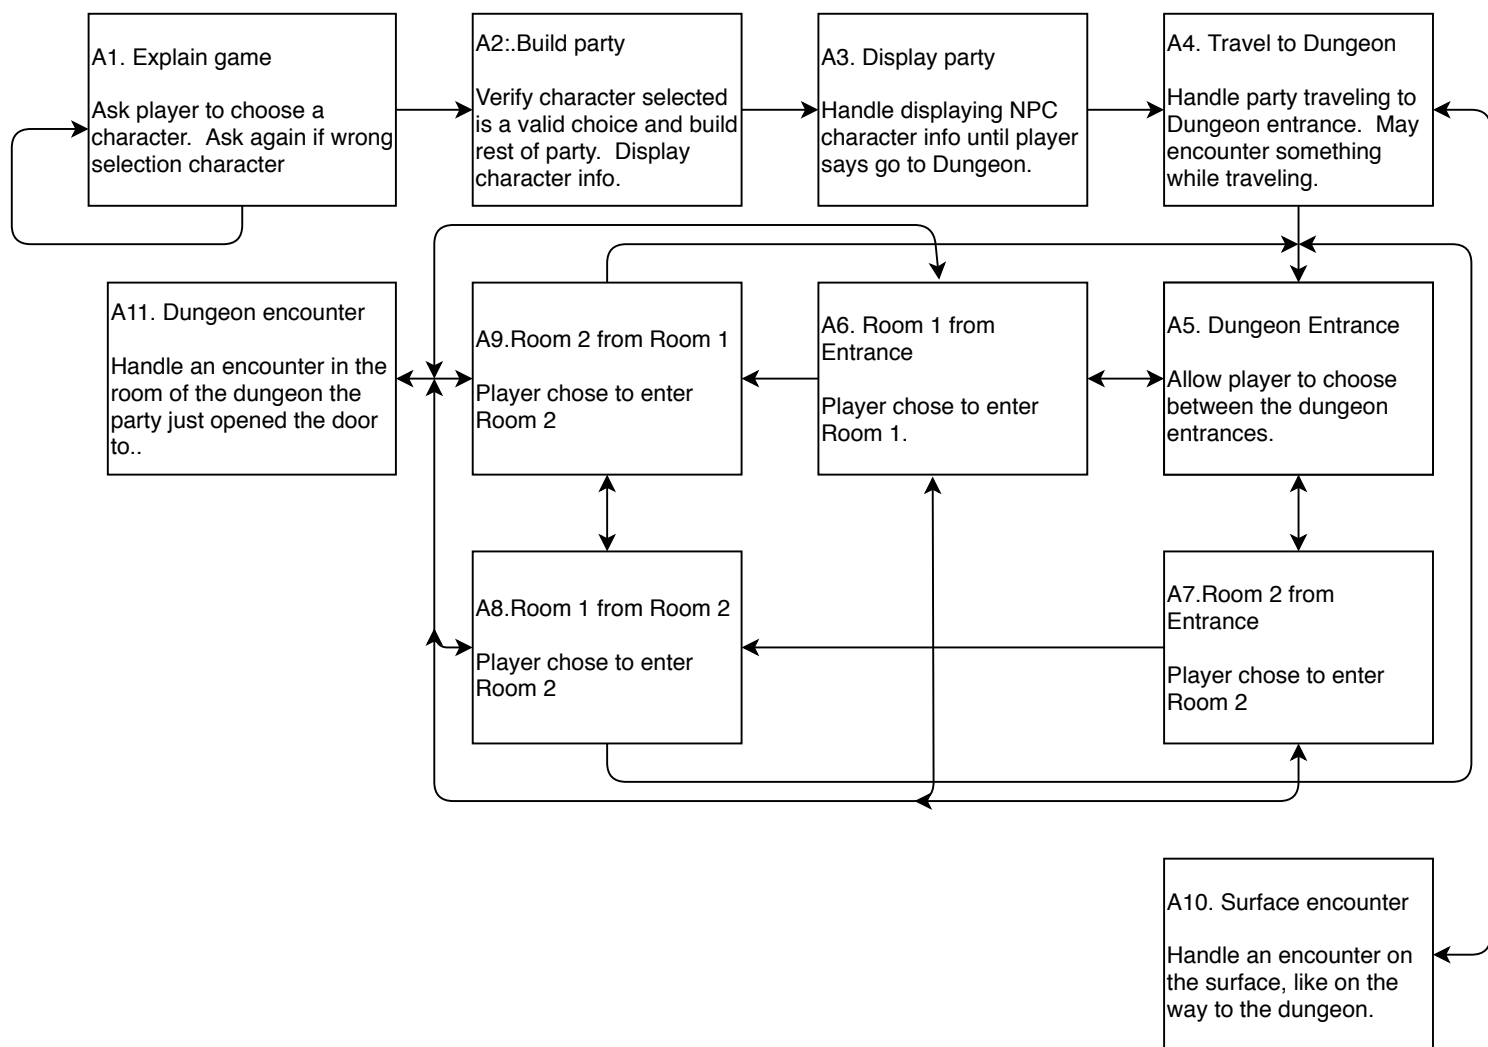 A1. Explain game
Ask player to choose a
character.  Ask again if wrong
selection character
A2:.Build party
Verify character selected
is a valid choice and build
rest of party.  Display
character info.
A3. Display party
Handle displaying NPC
character info until player
says go to Dungeon.
A4. Travel to Dungeon
Handle party traveling to
Dungeon entrance.  May
encounter something
while traveling.
A11. Dungeon encounter
Handle an encounter in the
room of the dungeon the
party just opened the door
to..
A9.Room 2 from Room 1
Player chose to enter
Room 2
A6. Room 1 from
Entrance
Player chose to enter
Room 1.
A5. Dungeon Entrance
Allow player to choose
between the dungeon
entrances.
A8.Room 1 from Room 2
Player chose to enter
Room 2
A7.Room 2 from
Entrance
Player chose to enter
Room 2
A10. Surface encounter
Handle an encounter on
the surface, like on the
way to the dungeon.